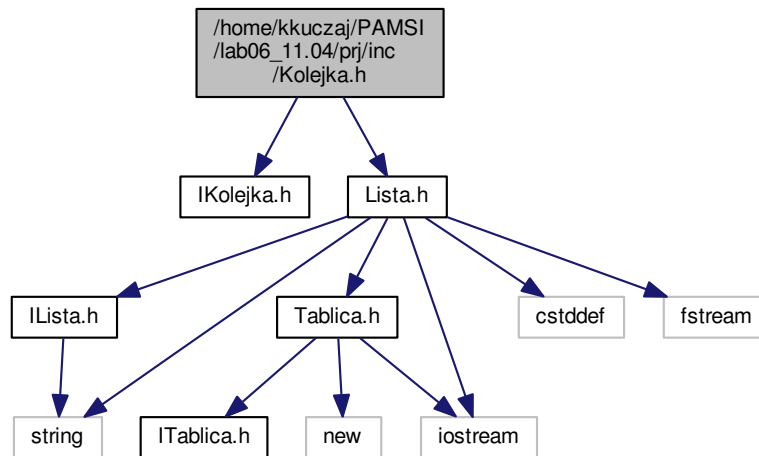 /home/kkuczaj/PAMSI
/lab06_11.04/prj/inc
/Kolejka.h
IKolejka.h
Lista.h
ILista.h
Tablica.h
cstddef
fstream
string
ITablica.h
new
iostream